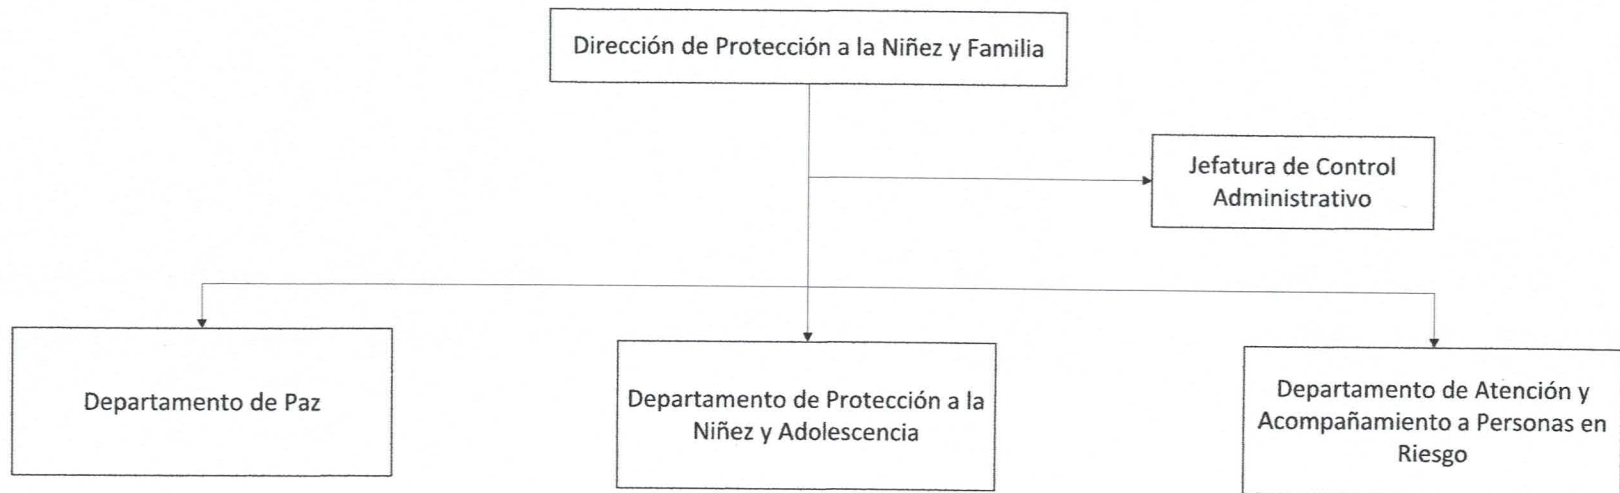 Dirección de Protección a la Niñez y Familia
Jefatura de Control
Administrativo
Departamento de Paz
Departamento de Protección a la
Niñez y Adolescencia
Departamento de Atención y
Acompañamiento a Personas en
Riesgo